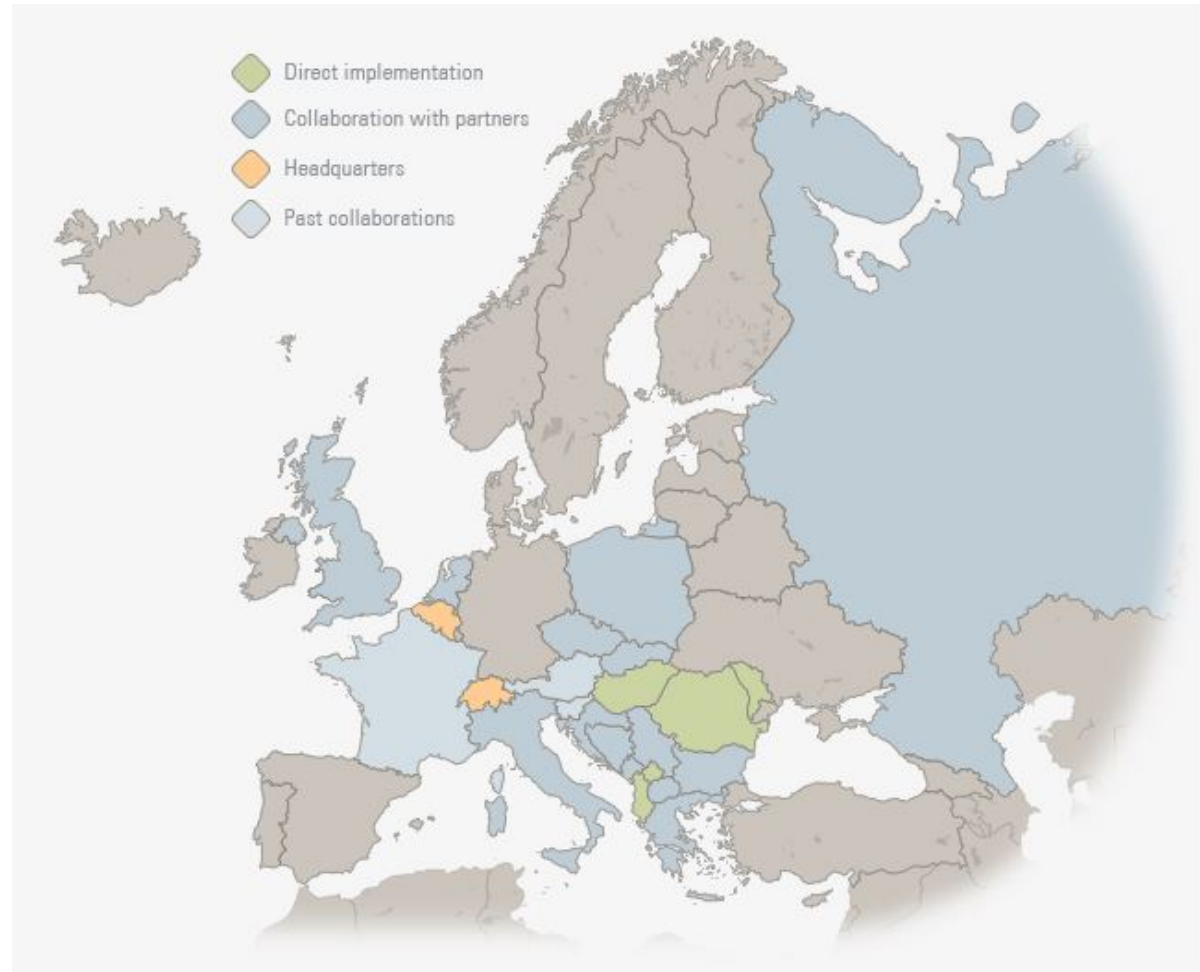 Direct implementation
Collaboration with partners
Headquarters
Past collaborations